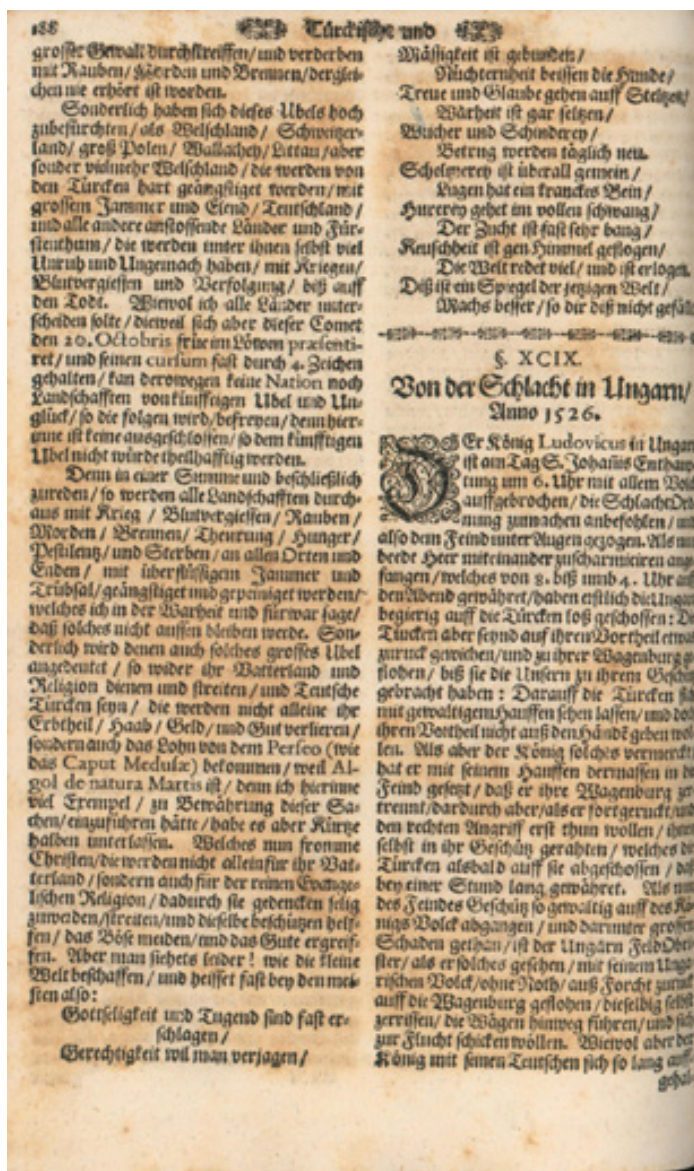 188 Türckische und
grosser Gewalt durchstreiffen/und verderben
mit Rauben/ Morden und Brennen/derglei-
chen nie erhört ist worden.
Sonderlich haben sich dieses Ubels hoch
zubefürchten/als Welschland/ Schweitzer-
land/ groß Polen/ Wallachey/Littau/aber
sonder vielmehr Welschland/die werden von
den Türcken hart geängstiget werden/mit
grossem Jammer und Elend/Teutschland/
und alle andere anstossende Länder und Für-
stenthum/ die werden unter ihnen selbst viel
Unruh und Ungemach haben/ mit Kriegen/
Blutvergiessen und Verfolgung/ biß auff
den Todt. Wiewol ich alle Länder unter-
scheiden solte/dieweil sich aber dieser Comet
den 20. Octobris früe im Löwen præsenti-
ret/und seinen cursum fast durch 4. Zeichen
gehalten/kan derowegen keine Nation noch
Landschafften von künfftigen Ubel und Un-
glück/so die folgen wird/befreyen/denn hier-
inne ist keine ausgeschlossen/so dem künfftigen
Ubel nicht würde theilhafftig werden.
Denn in einer Summe und beschließlich
zureden/so werden alle Landschafften durch-
aus mit Krieg / Blutvergiessen / Rauben /
Morden / Brennen/ Theurung / Hunger/
Pestilentz/und Sterben/an allen Orten und
Enden/ mit überflüssigem Jammer und
Trübsal/geängstiget und gepeiniget werden/
welches ich in der Warheit und fürwar sage/
daß solches nicht aussen bleiben werde. Son-
derlich wird denen auch solches grosses Ubel
angedeutet/ so wider ihr Vatterland und
Religion dienen und streiten/und Teutsche
Türcken seyn/ die werden nicht alleine ihr
Erbtheil/Haab/Geld/und Gut verlieren/
sondern auch das Lohn von dem Perseo (wie
das Caput Medusæ) bekommen/weil Al-
gol de natura Martis ist/denn ich hierinne
viel Exempel/ zu Bewährung dieser Sa-
chen/einzuführen hätte/habe es aber Kürtze
halben unterlassen. Welches nun fromme
Christen/die werden nicht allein für ihr Vat-
terland/sondern auch für der reinen Evange-
lischen Religion/dadurch sie gedencken selig
zuwerden/streiten/und dieselbe beschützen helf-
fen/das Böse meiden/und das Gute ergreif-
fen. Aber man siehets leider! wie die kleine
Welt beschaffen/und heisset fast bey den mei-
sten also:
Gottseligkeit und Tugend sind fast er-
schlagen/
Gerechtigkeit wil man verjagen/
Mässigkeit ist gebunden/
Nüchternheit beissen die Hunde/
Treue und Glaube gehen auff Steltzen/
Warheit ist gar seltzen/
Wucher und Schinderey/
Betrug werden täglich neu.
Scheltzerey ist überall gemein/
Lugen hat ein kranckes Bein/
Hurerey gehet im vollen schwang/
Der Zucht ist fast sehr bang/
Keuschheit ist gen Himmel geflogen/
Die Welt redet viel/ und ist erlogen.
Diß ist ein Spiegel der jetzigen Welt/
Machs besser/so dir deß nicht gefäll
§. XCIX.
Von der Schlacht in Ungarn/
Anno 1526.
DEr König Ludovicus in Ungarn
ist am Tag S. Johannis Enthaup
tung um 6. Uhr mit allem Volck
auffgebrochen/die Schlacht Ord
nung zumachen anbefohlen/und
also dem Feind unter Augen gezogen. Als nun
beede Heer miteinander zuscharmiciren ange
fangen/welches von 8. biß umb 4. Uhr auf
den Abend gewähret/haben erstlich die Ungarn
begierig auff die Türcken loß geschossen: Die
Türcken aber seynd auf ihren Vortheil etwas
zuruck gewichen/und zu ihrer Wagenburg ge
flohen/ biß sie die Unsern zu ihrem Geschütz
gebracht haben: Darauff die Türcken sich
mit gewaltigem Hauffen sehen lassen/und doch
ihren Vortheil nicht auß den Händē geben wol
len. Als aber der König solches vermerckt
hat er mit seinem Hauffen dermassen in die
Feind gesetzt/ daß er ihre Wagenburg zer
trennt/dardurch aber/als er fortgeruckt/und
den rechten Angriff erst thun wollen/ ihnen
selbst in ihr Geschütz gerahten/welches die
Türcken alsbald auff sie abgeschossen/ daß
bey einer Stund lang gewähret. Als nun
des Feindes Geschütz so gewaltig auff des Kö
nigs Volck abgangen/und darunter grossen
Schaden gethan/ist der Ungarn Feld Obri
ster/als er solches gesehen/mit seinem Unga
rischen Volck/ohne Noth/auß Forcht zuruck
auff die Wagenburg geflohen/dieselbig selbst
zerrissen/die Wägen hinweg führen/und sich
zur Flucht schicken wöllen. Wiewol aber der
König mit seinen Teutschen sich so lang auff
gehal-